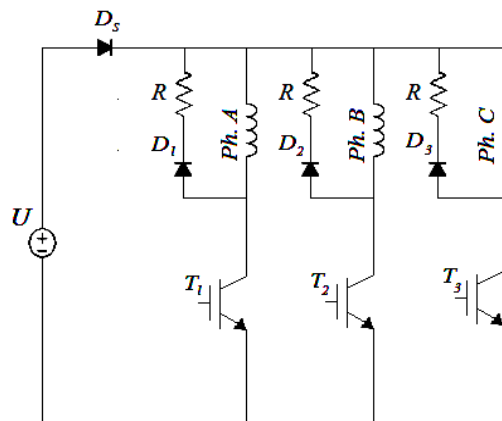 D_s
R
Ph. A
R
Ph. B
R
Ph. C
D_1
D_2
D_3
U
+
T_1
T_2
T_3